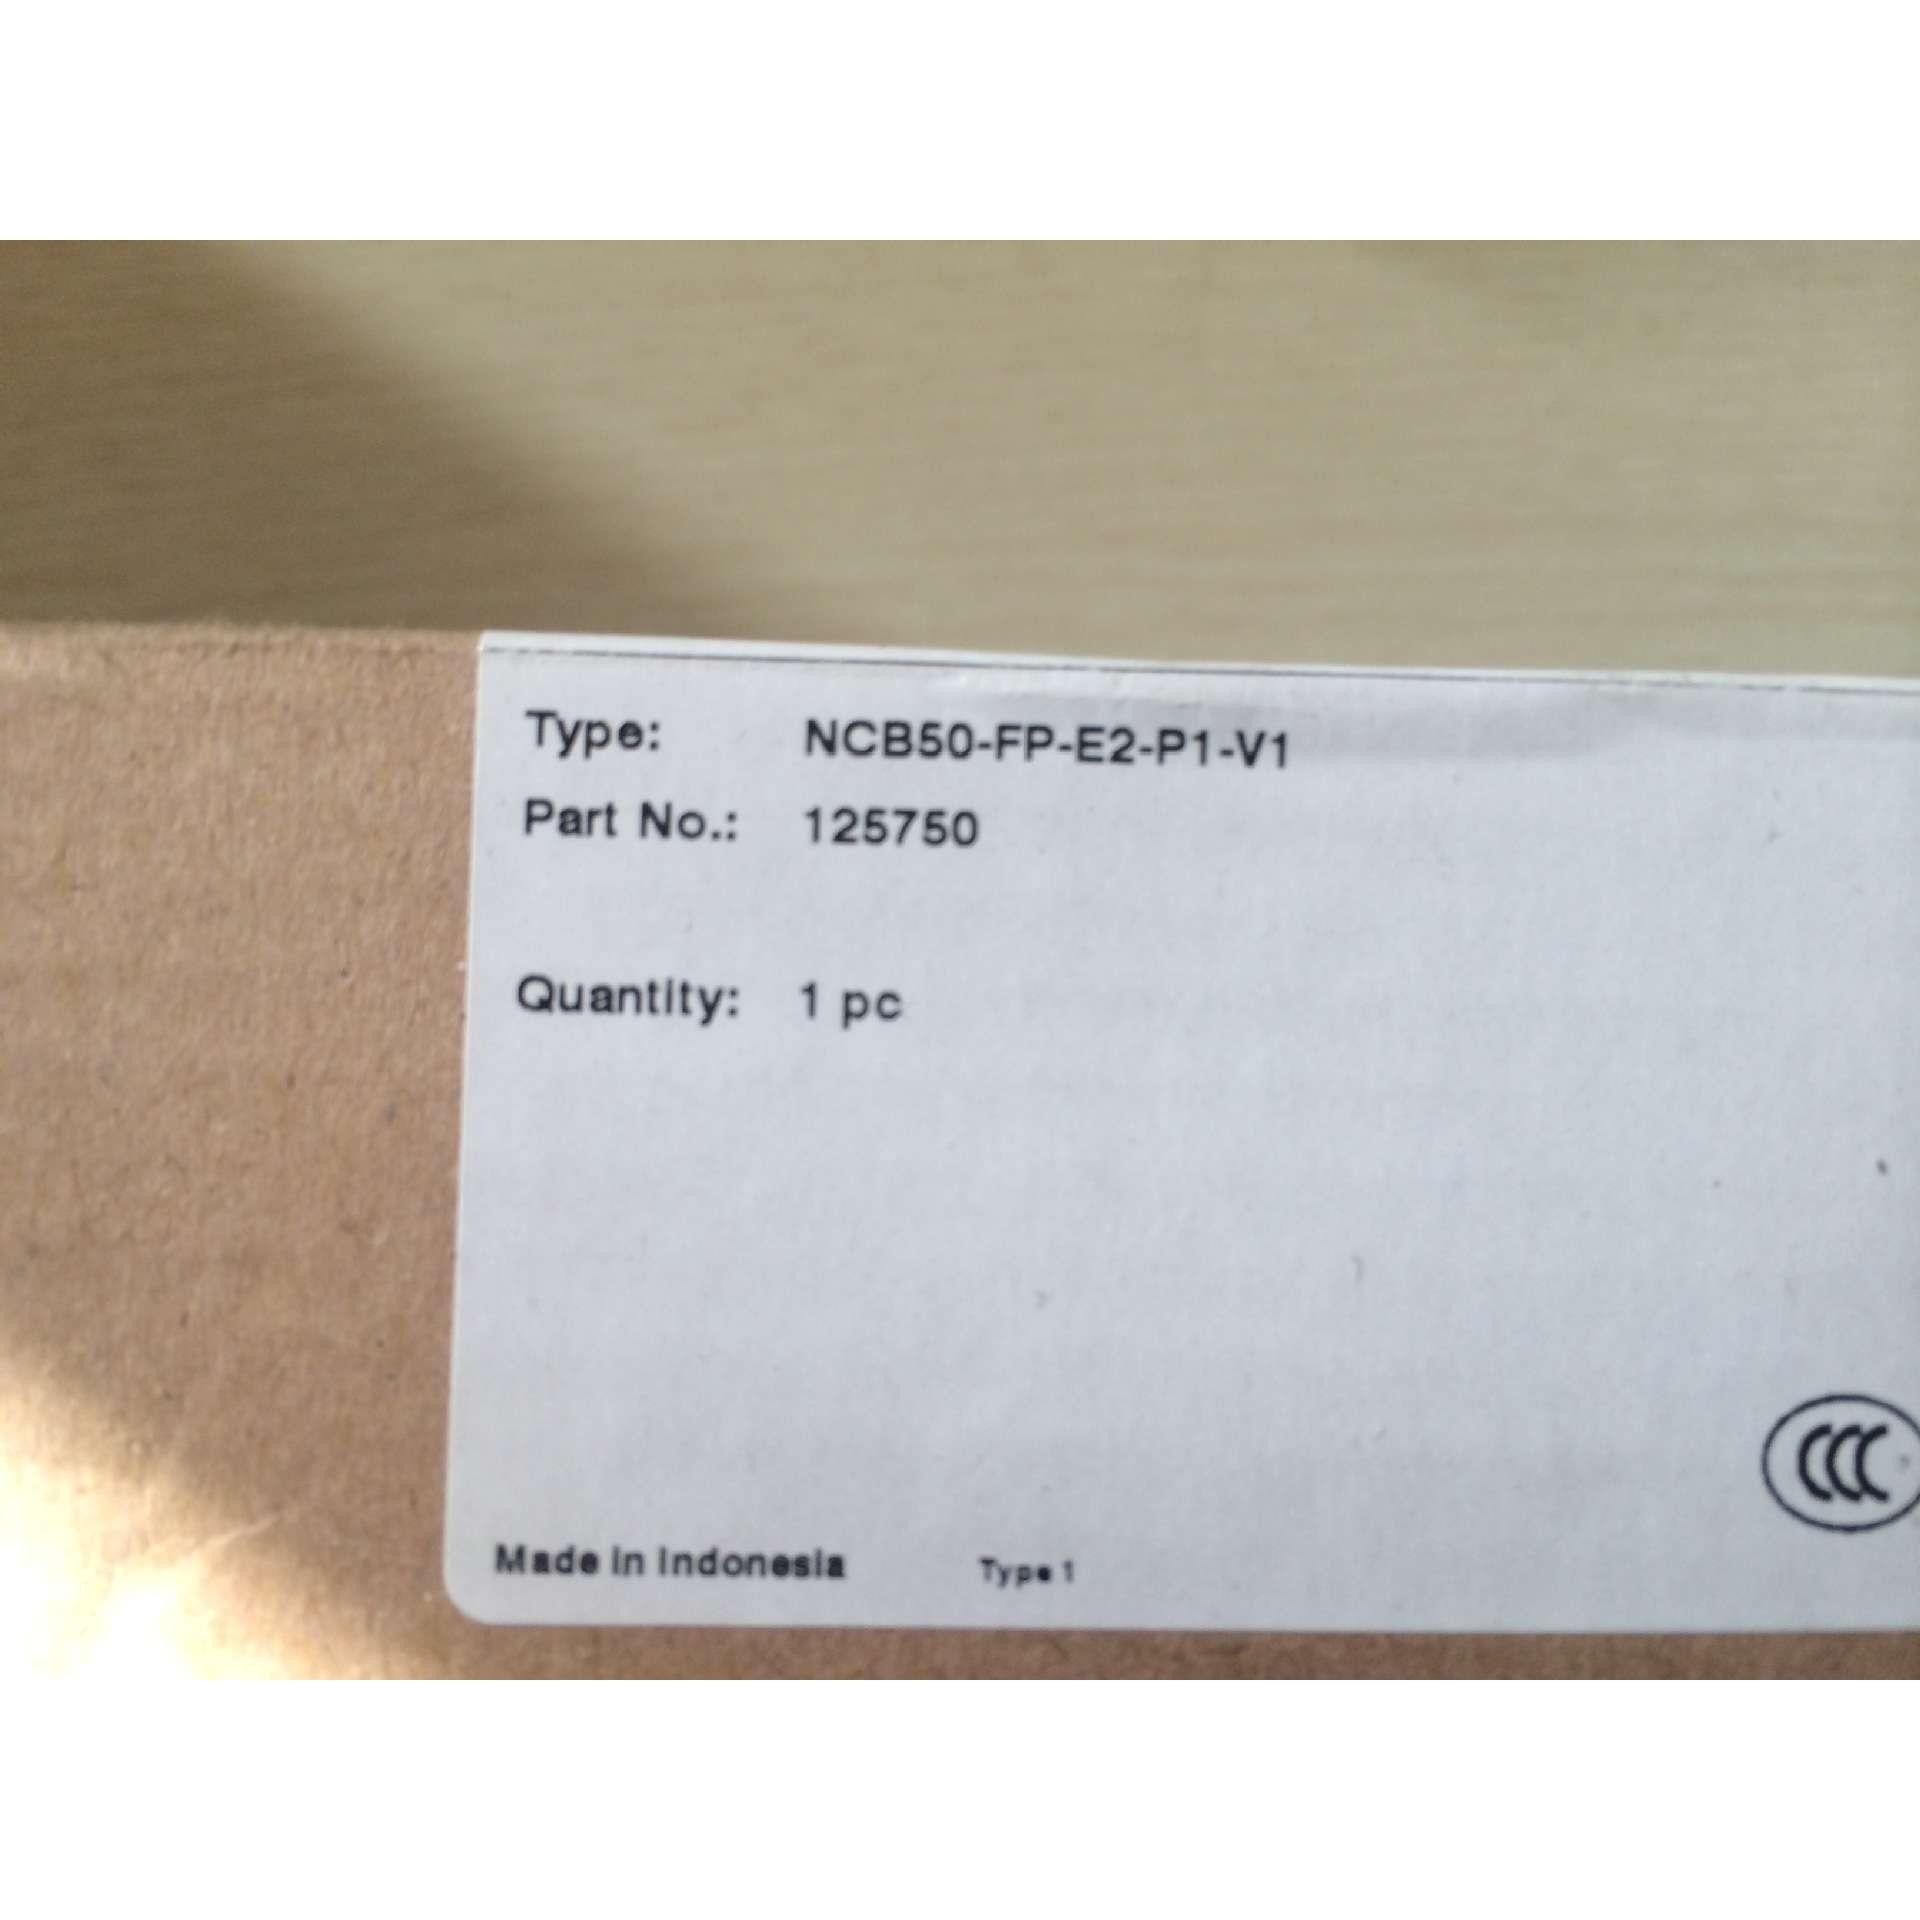 Type: NCB50-FP-E2-P1-V1
Part No.: 125750
Quantity: 1 pc
CCC
Made in Indonesia Type 1